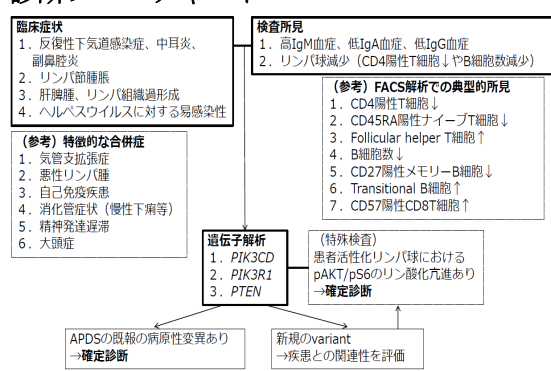 臨床症状
1. 反復性下気道感染症、中耳炎、
副鼻腔炎
2. リンパ節腫脹
3. 肝脾腫、リンパ組織過形成
4. ヘルペスウイルスに対する易感染性
検査所見
1. 高IgM血症、低IgA血症、低IgG血症
2. リンパ球減少（CD4陽性T細胞↓やB細胞数減少）
（参考）FACS解析での典型的所見
1. CD4陽性T細胞↓
2. CD45RA陽性ナイーブT細胞↓
3. Follicular helper T細胞↑
4. B細胞数↓
5. CD27陽性メモリーB細胞↓
6. Transitional B細胞↑
7. CD57陽性CD8T細胞↑
（参考）特徴的な合併症
1. 気管支拡張症
2. 悪性リンパ腫
3. 自己免疫疾患
4. 消化管症状（慢性下痢等）
5. 精神発達遅滞
6. 大頭症
遺伝子解析
1. PIK3CD
2. PIK3R1
3. PTEN
（特殊検査）
患者活性化リンパ球における
pAKT/pS6のリン酸化亢進あり
→確定診断
APDSの既報の病原性変異あり
→確定診断
新規のvariant
→疾患との関連性を評価